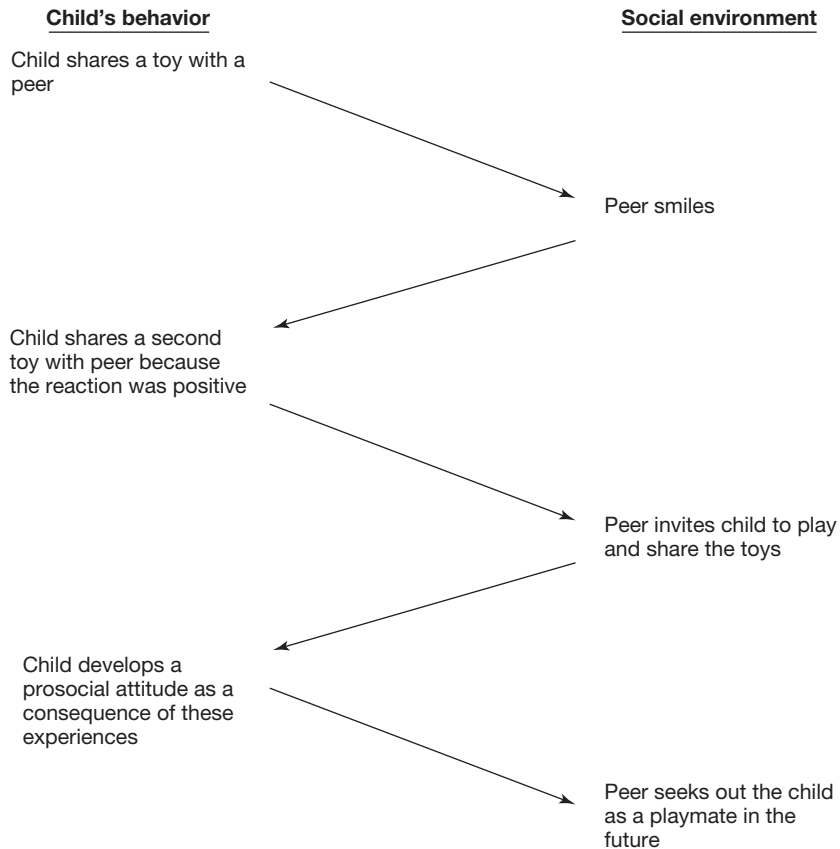 Child’s behavior
Social environment
Child shares a toy with a
peer
Peer smiles
Child shares a second
toy with peer because
the reaction was positive
Peer invites child to play
and share the toys
Child develops a
prosocial attitude as a
consequence of these
experiences
Peer seeks out the child
as a playmate in the
future